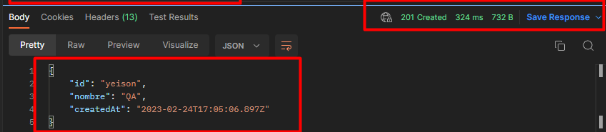 Body Cookies Headers (13) Test Results 201 Created 324 ms 732 B Save Response
Pretty Raw Preview Visualize JSON
1 {
2 "id": "yeison",
3 "nombre": "QA",
4 "createdAt": "2023-02-24T17:05:06.897Z"
5 }